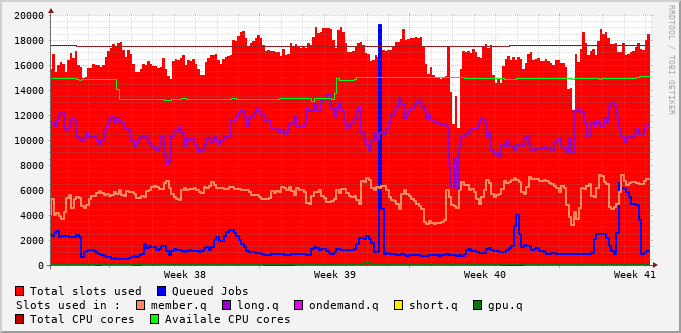 RRDTOOL / TOBI OETIKER
20000
18000
16000
14000
12000
10000
8000
6000
4000
2000
0
Week 38 Week 39 Week 40 Week 41
Total slots used Queued Jobs
Slots used in : member.q long.q ondemand.q short.q gpu.q
Total CPU cores Availale CPU cores